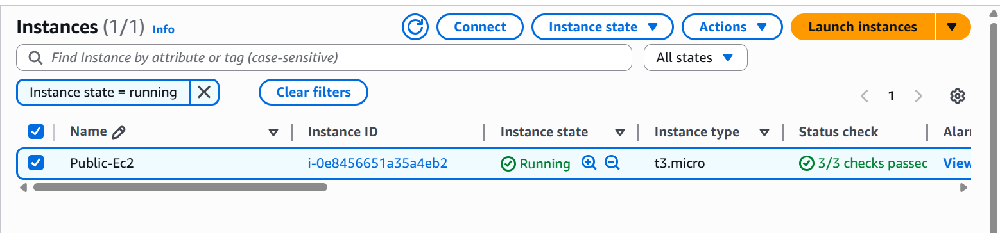 Instances (1/1) Info Connect Instance state Actions Launch instances
Find Instance by attribute or tag (case-sensitive) All states
Instance state = running Clear filters 1
Name Instance ID Instance state Instance type Status check Alar
Public-Ec2 i-0e8456651a35a4eb2 Running t3.micro 3/3 checks passec View